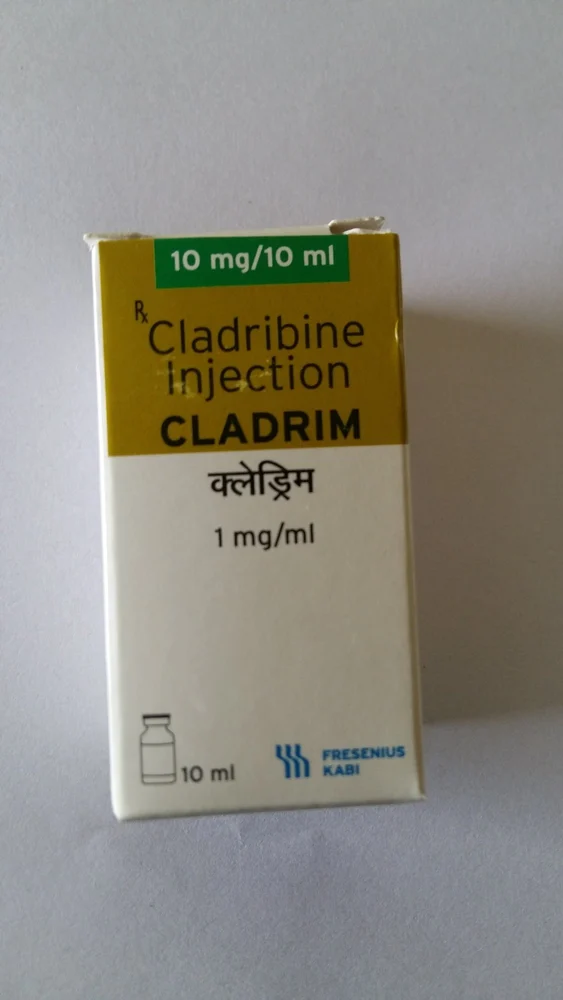 10 mg/10 ml
Rx
Cladribine
Injection
CLADRIM
क्लेड्रिम
1 mg/ml
10 ml
FRESENIUS
KABI